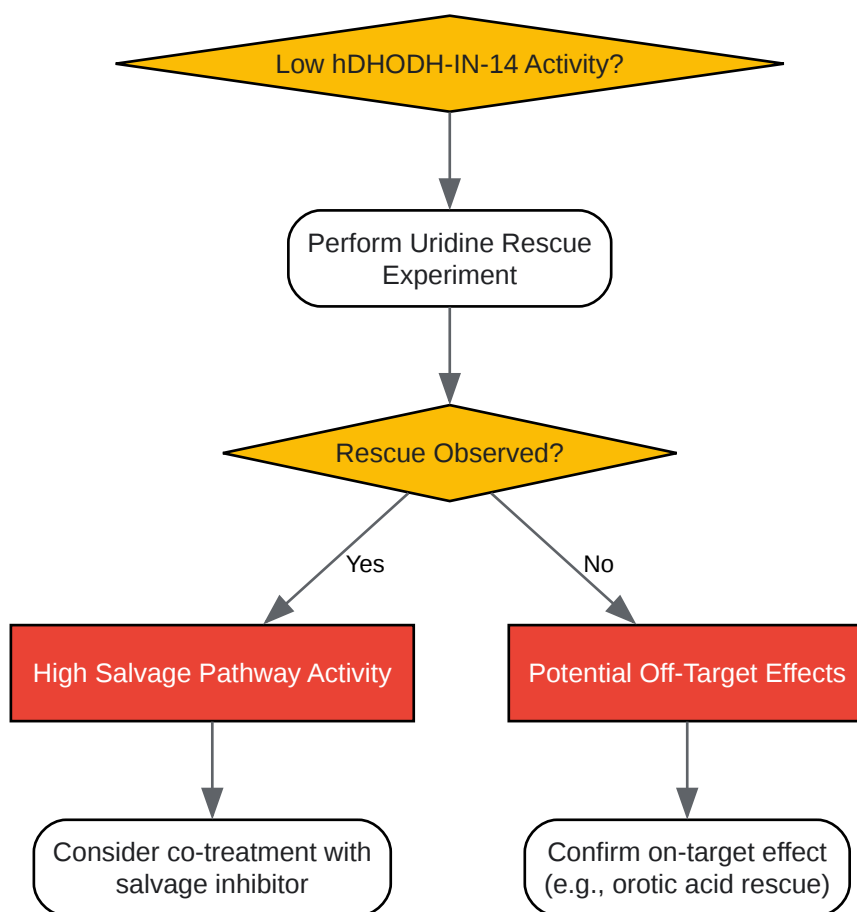 Low hDHODH-IN-14 Activity?
Perform Uridine Rescue
Experiment
Rescue Observed?
Yes
No
High Salvage Pathway Activity
Potential Off-Target Effects
Consider co-treatment with
salvage inhibitor
Confirm on-target effect
(e.g., orotic acid rescue)